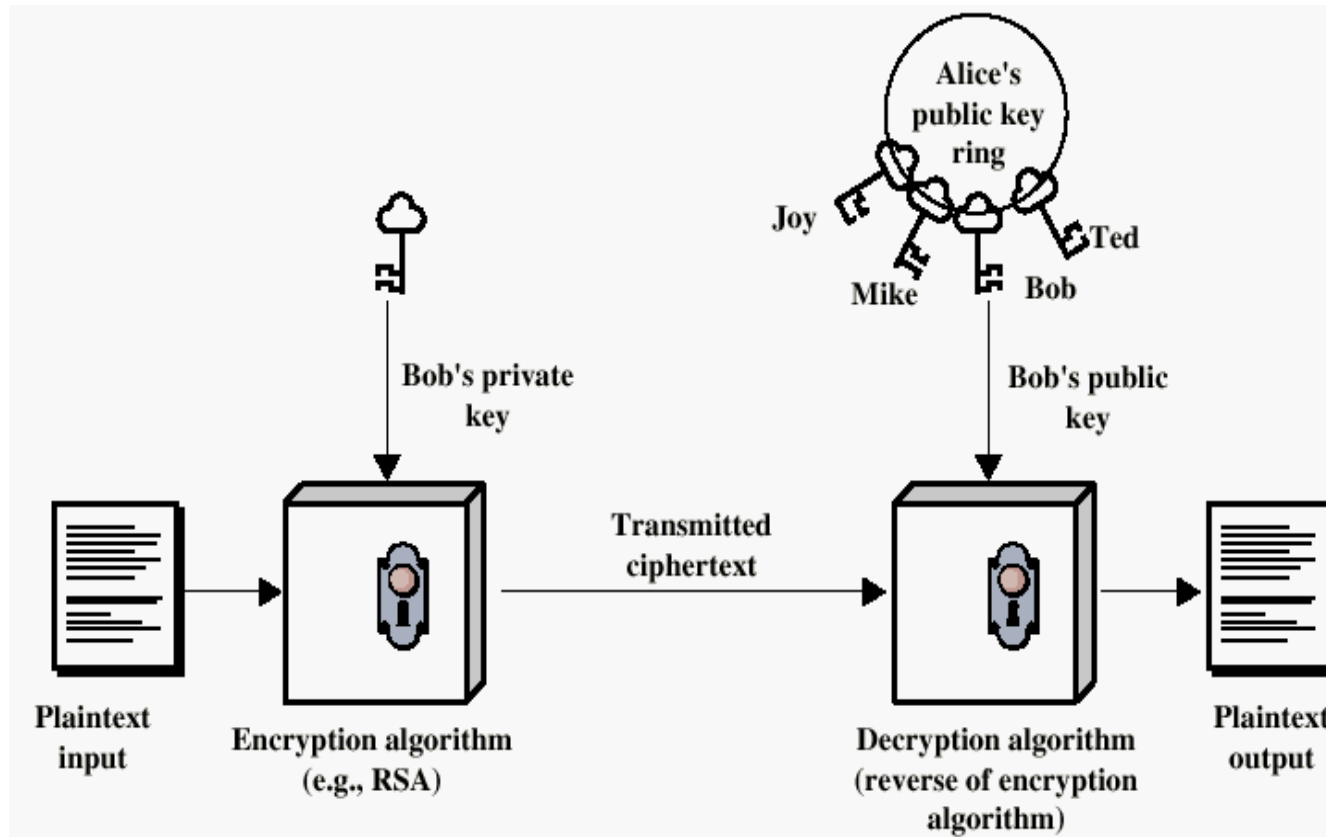 Alice's
public key
ring
Joy
Ted
Mike
Bob
Bob's private
key
Bob's public
key
Transmitted
ciphertext
Plaintext
input
Encryption algorithm
(e.g., RSA)
Decryption algorithm
(reverse of encryption
algorithm)
Plaintext
output